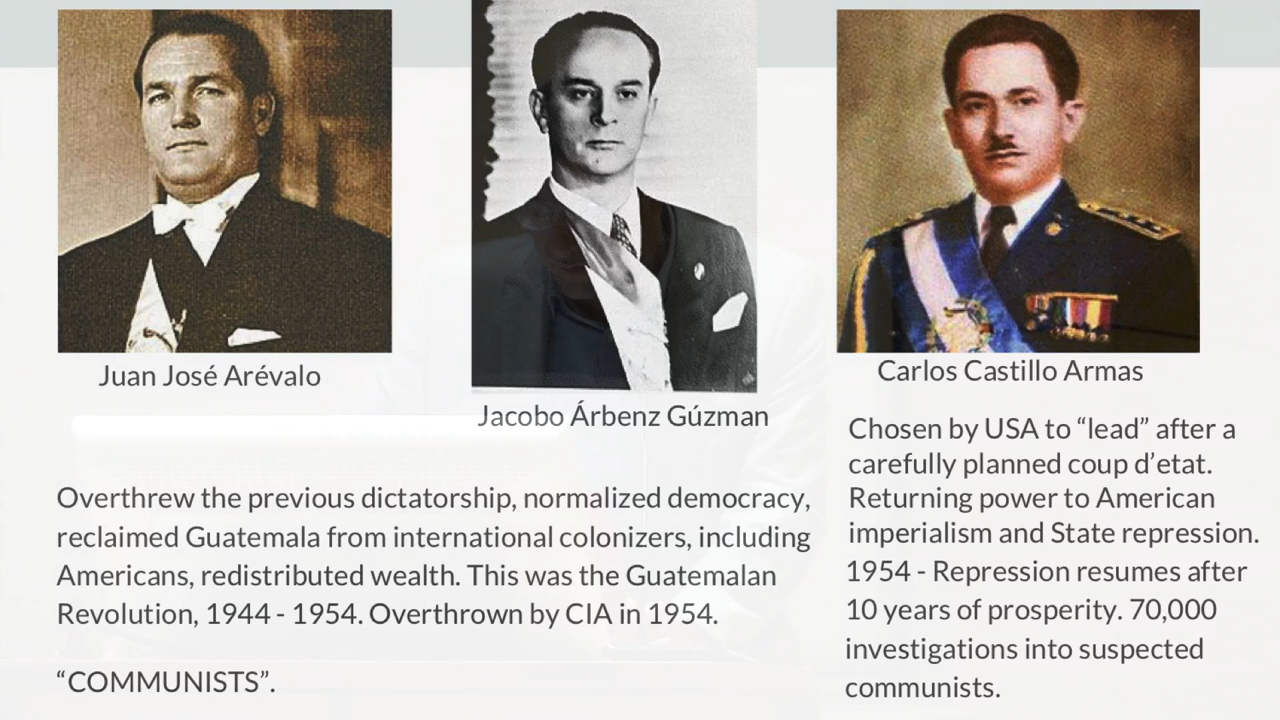 Juan José Arévalo
Jacobo Árbenz Gúzman
Carlos Castillo Armas
Overthrew the previous dictatorship, normalized democracy,
reclaimed Guatemala from international colonizers, including
Americans, redistributed wealth. This was the Guatemalan
Revolution, 1944 - 1954. Overthrown by CIA in 1954.
“COMMUNISTS”.
Chosen by USA to “lead” after a
carefully planned coup d’etat.
Returning power to American
imperialism and State repression.
1954 - Repression resumes after
10 years of prosperity. 70,000
investigations into suspected
communists.